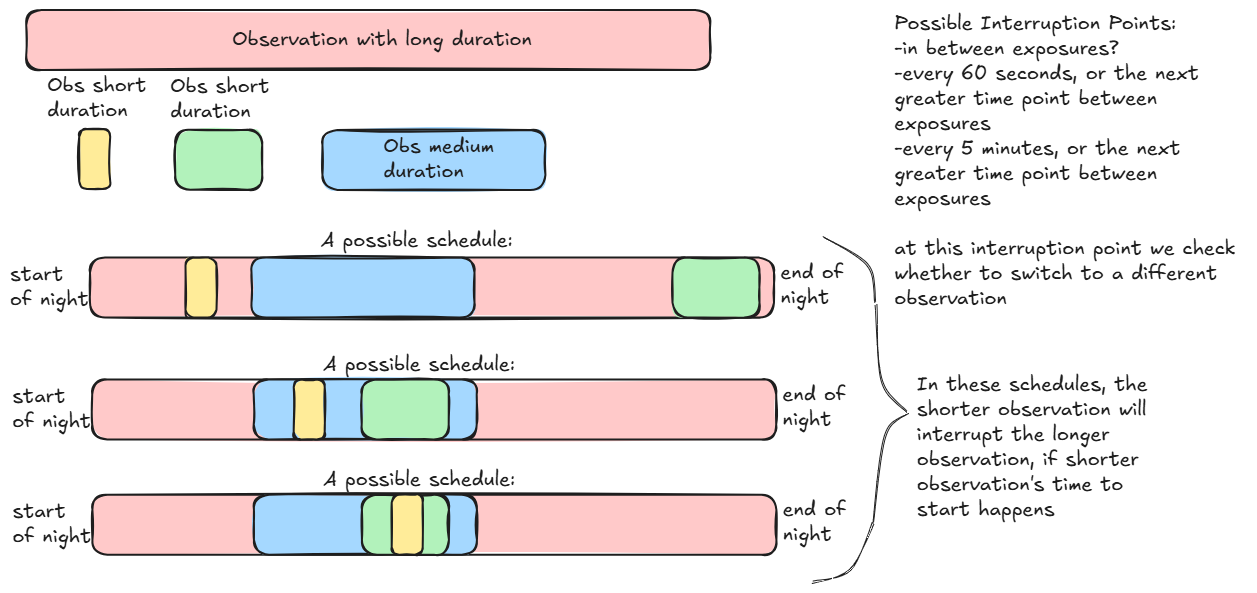 Observation with long duration
Obs short
duration
Obs short
duration
Obs medium
duration
Possible Interruption Points:
-in between exposures?
-every 60 seconds, or the next
greater time point between
exposures
-every 5 minutes, or the next
greater time point between
exposures
at this interruption point we check
whether to switch to a different
observation
A possible schedule:
start
of night
end of
night
A possible schedule:
start
of night
end of
night
A possible schedule:
start
of night
end of
night
In these schedules, the
shorter observation will
interrupt the longer
observation, if shorter
observation's time to
start happens